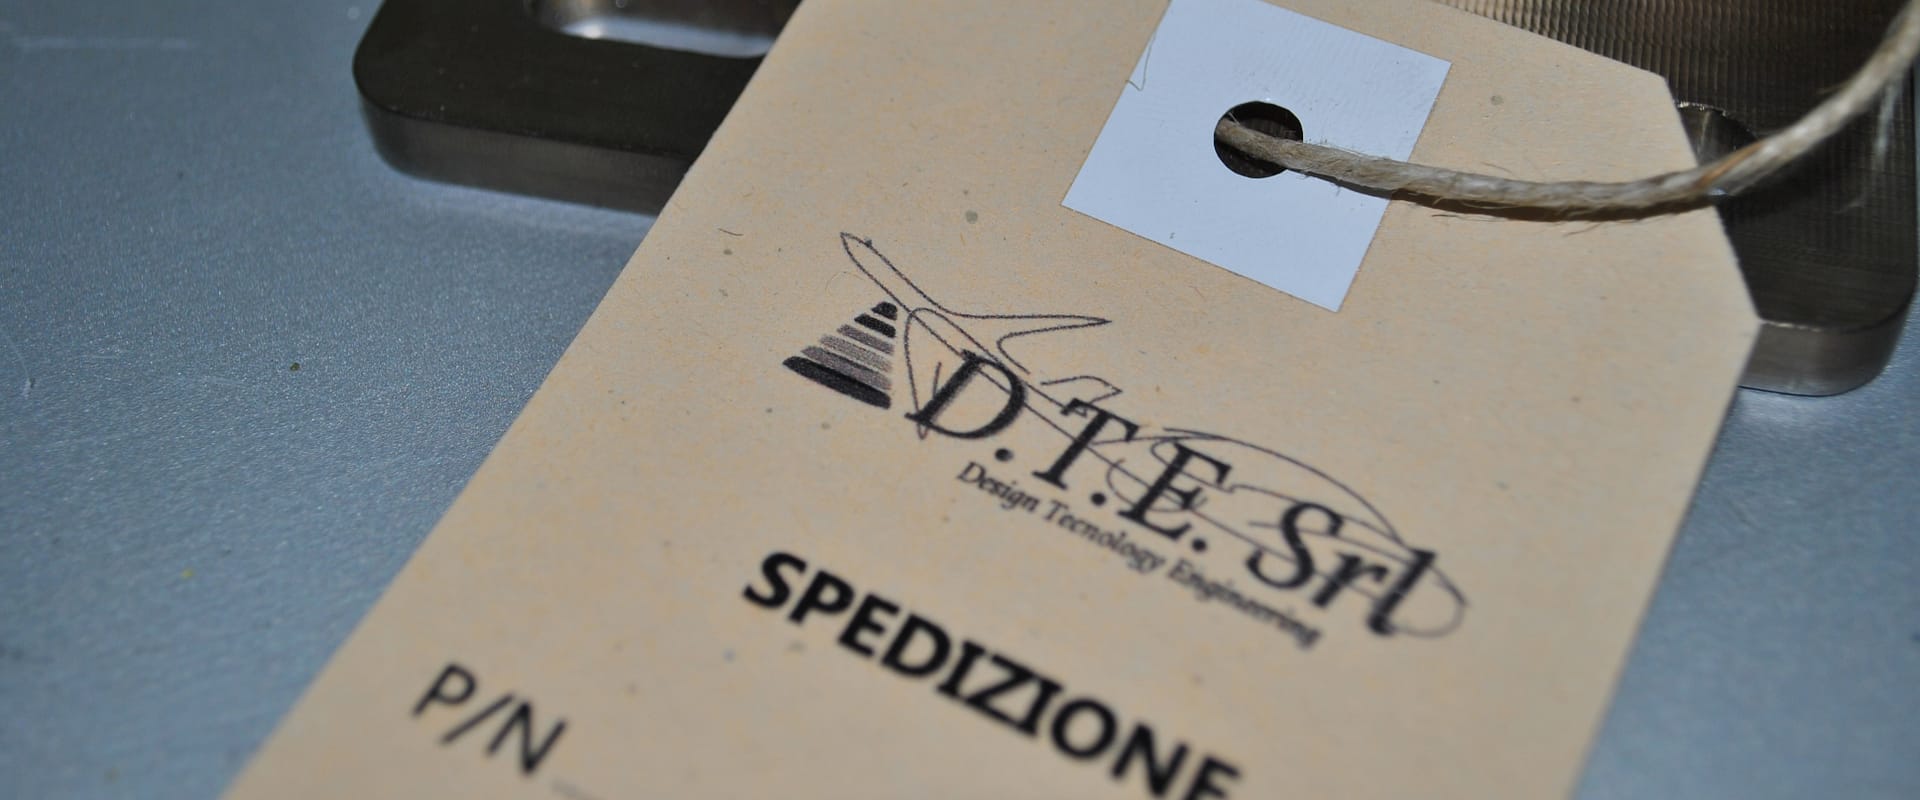 D.T.E. Srl
Design Tecnology Engineering
SPEDIZIONE
P/N